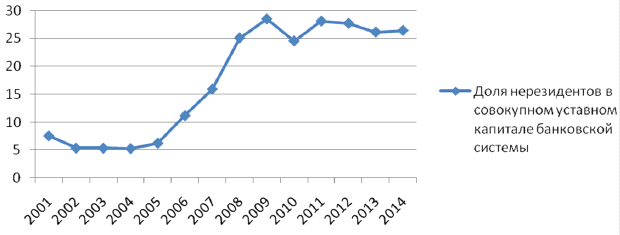 30
25
20
15
10
5
0
2001 2002 2003 2004 2005 2006 2007 2008 2009 2010 2011 2012 2013 2014
Доля нерезидентов в
совокупном уставном
капитале банковской
системы